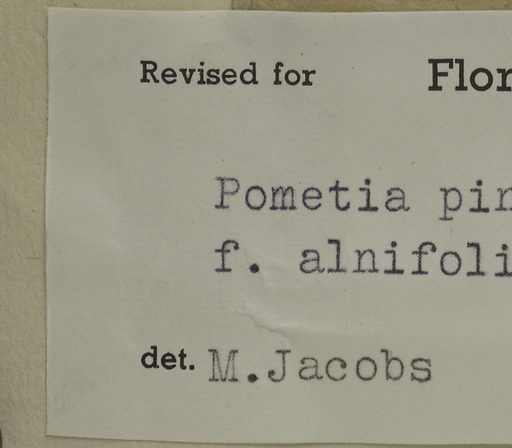 Revised for Flor
Pometia pin
f. alnifoli
det. M.Jacobs